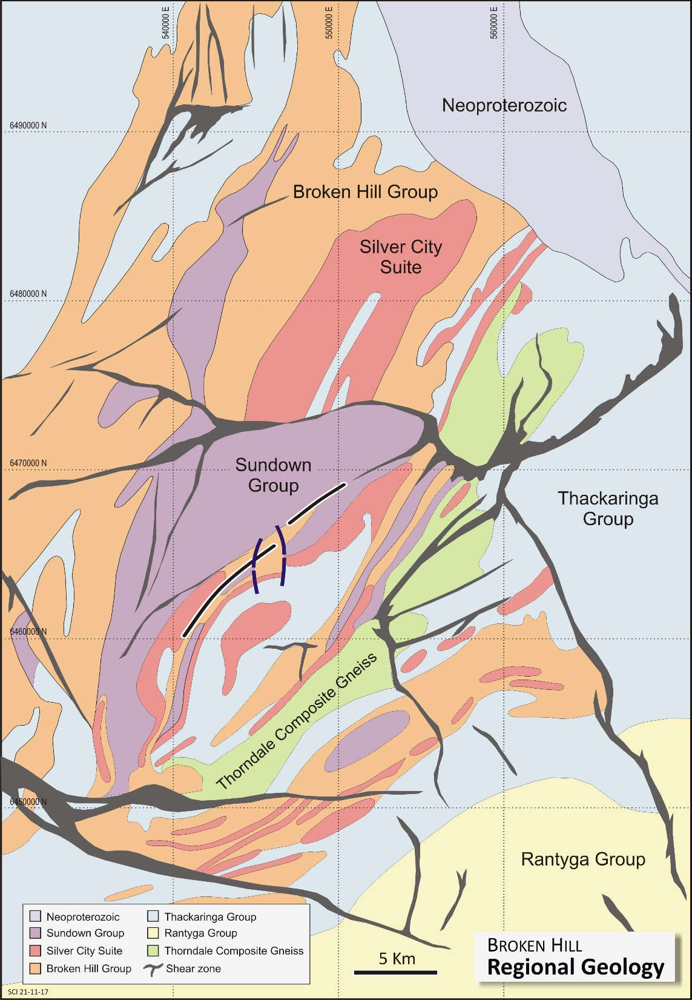 540000 E
550000 E
560000 E
Neoproterozoic
6490000 N
Broken Hill Group
Silver City
Suite
6480000 N
6470000 N
Sundown
Group
Thackaringa
Group
6460000 N
Thorndale Composite Gneiss
6450000 N
Rantyga Group
Neoproterozoic
Sundown Group
Silver City Suite
Broken Hill Group
Thackaringa Group
Rantyga Group
Thorndale Composite Gneiss
Shear zone
5 Km
BROKEN HILL
Regional Geology
SCI 21-11-17